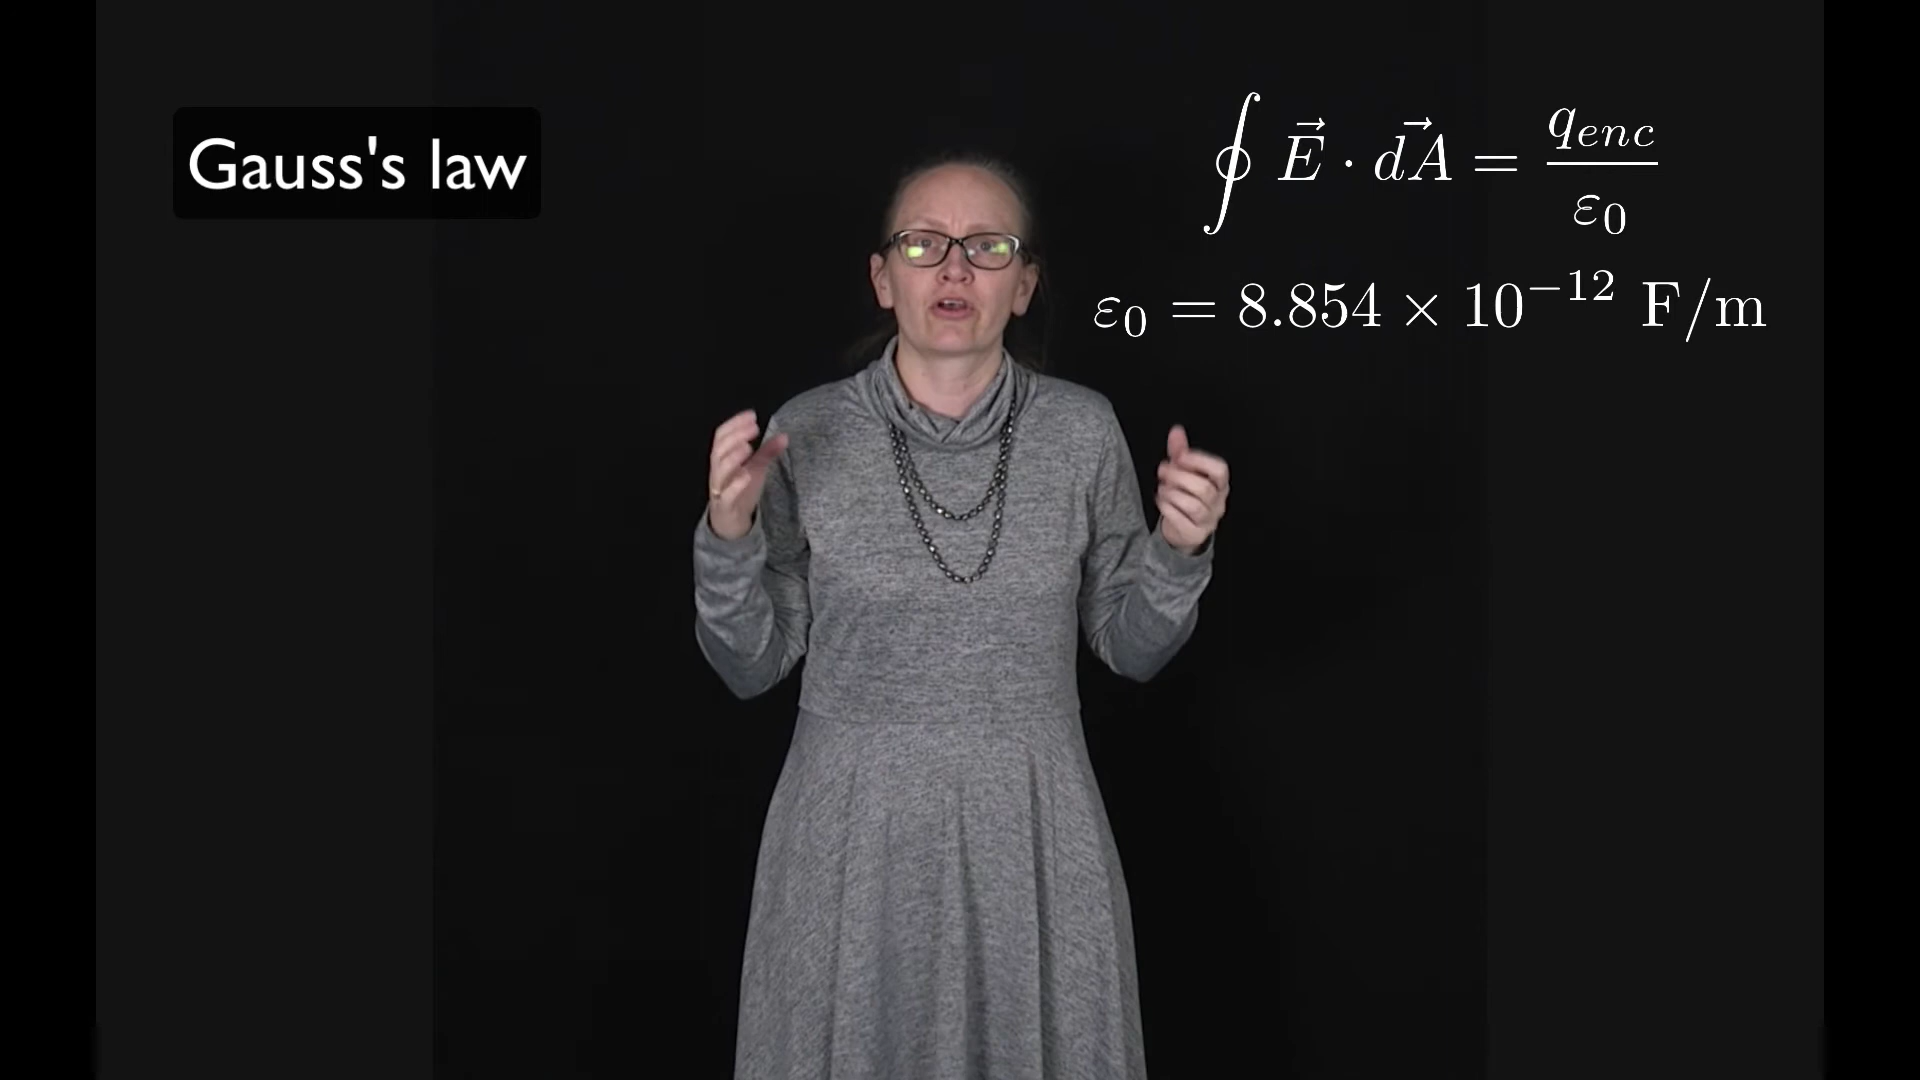 Gauss's law
∮ E⃗ · dA⃗ = q_enc / ε₀
ε₀ = 8.854 × 10⁻¹² F/m